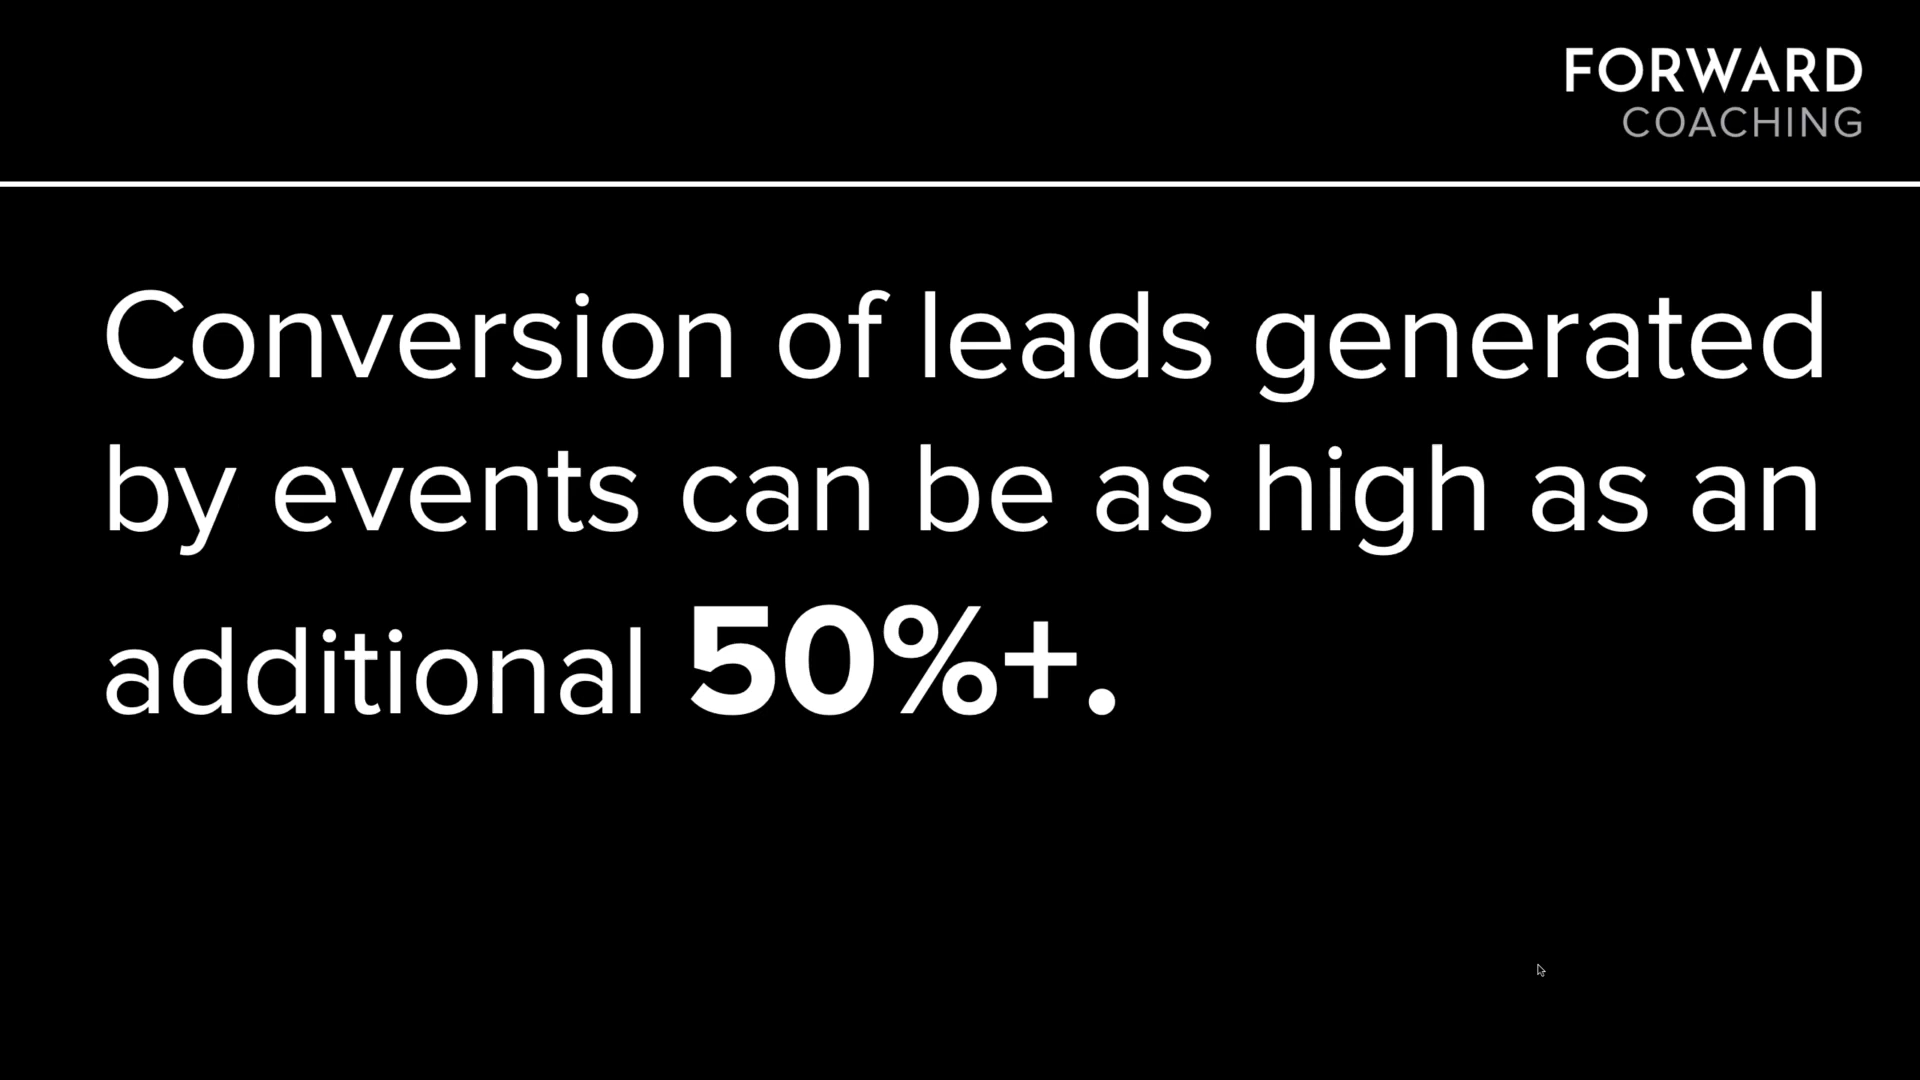 FORWARD
COACHING
Conversion of leads generated
by events can be as high as an
additional 50%+.